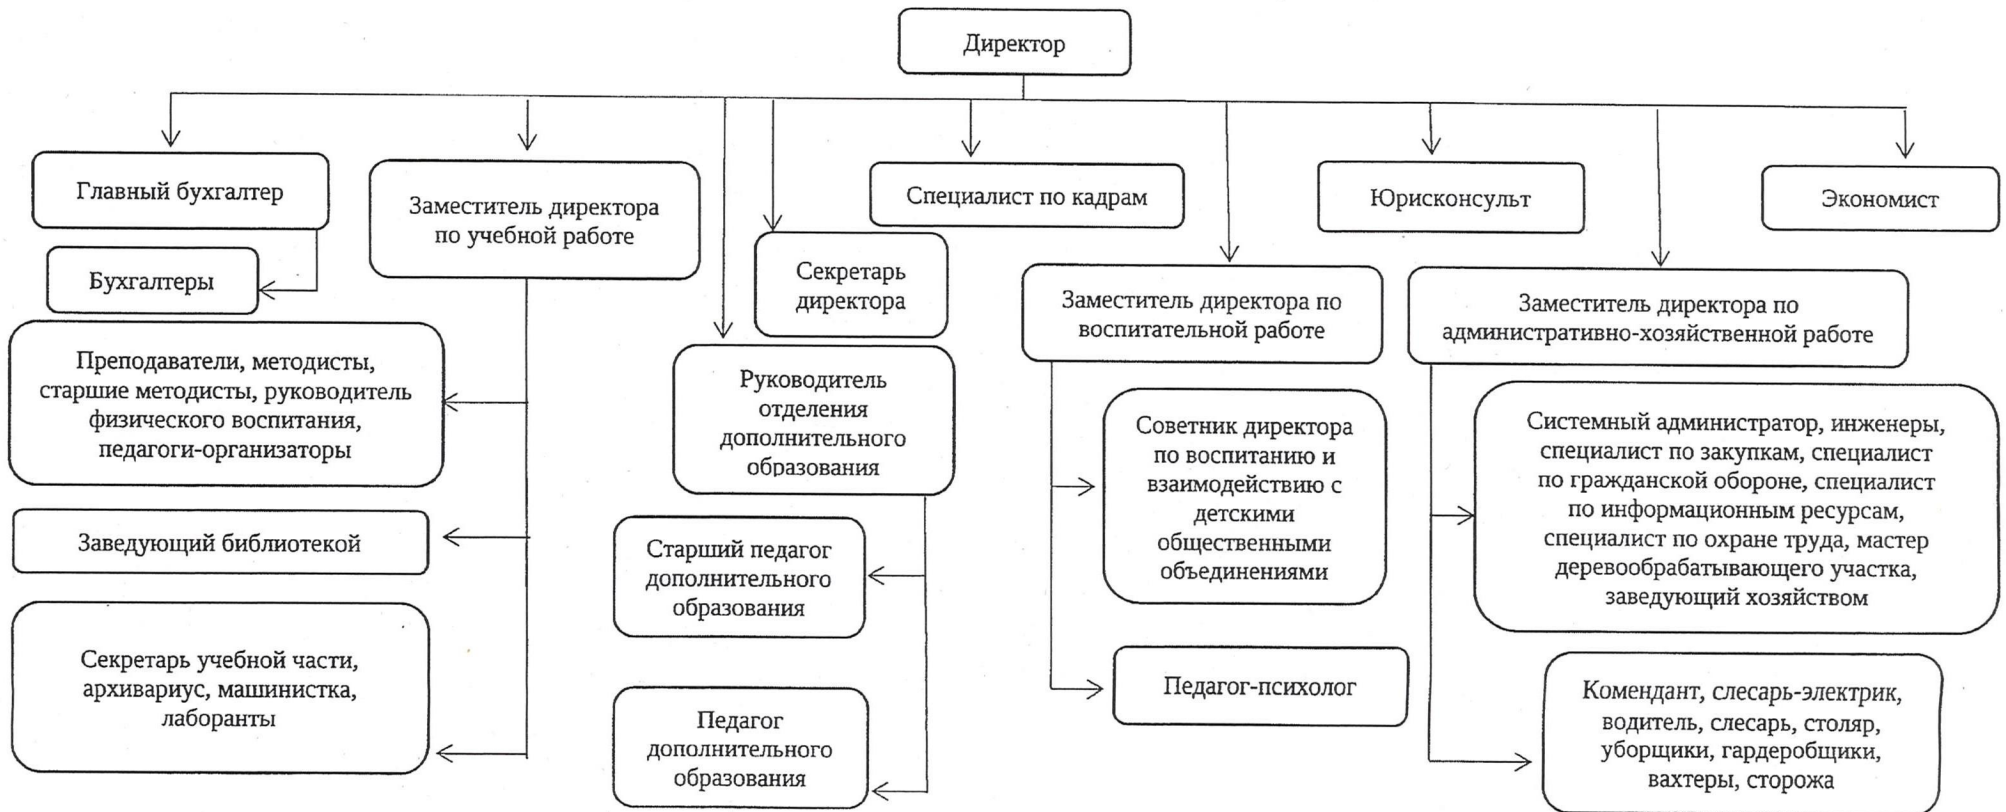 Директор
Главный бухгалтер
Бухгалтеры
Заместитель директора
по учебной работе
Преподаватели, методисты,
старшие методисты, руководитель
физического воспитания,
педагоги-организаторы
Заведующий библиотекой
Секретарь учебной части,
архивариус, машинистка,
лаборанты
Секретарь
директора
Руководитель
отделения
дополнительного
образования
Старший педагог
дополнительного
образования
Педагог
дополнительного
образования
Специалист по кадрам
Заместитель директора по
воспитательной работе
Советник директора
по воспитанию и
взаимодействию с
детскими
общественными
объединениями
Педагог-психолог
Юрисконсульт
Заместитель директора по
административно-хозяйственной работе
Системный администратор, инженеры,
специалист по закупкам, специалист
по гражданской обороне, специалист
по информационным ресурсам,
специалист по охране труда, мастер
деревообрабатывающего участка,
заведующий хозяйством
Комендант, слесарь-электрик,
водитель, слесарь, столяр,
уборщики, гардеробщики,
вахтеры, сторожа
Экономист